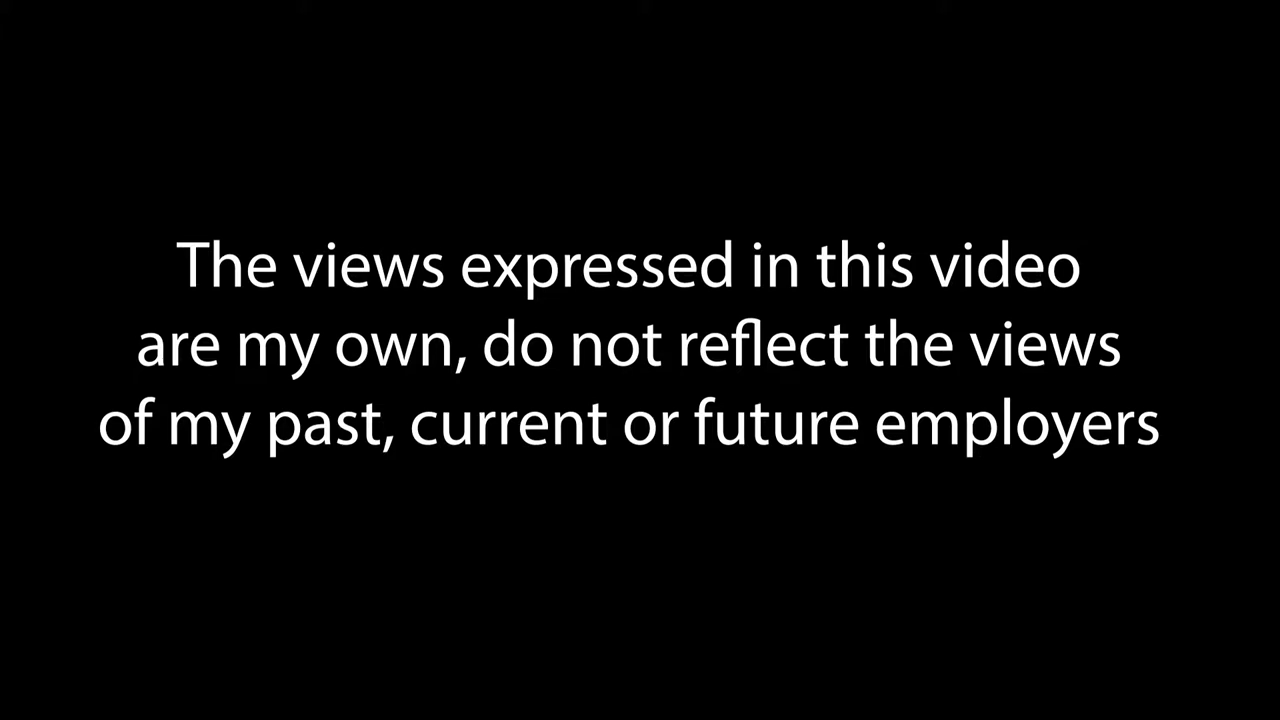 The views expressed in this video
are my own, do not reflect the views
of my past, current or future employers